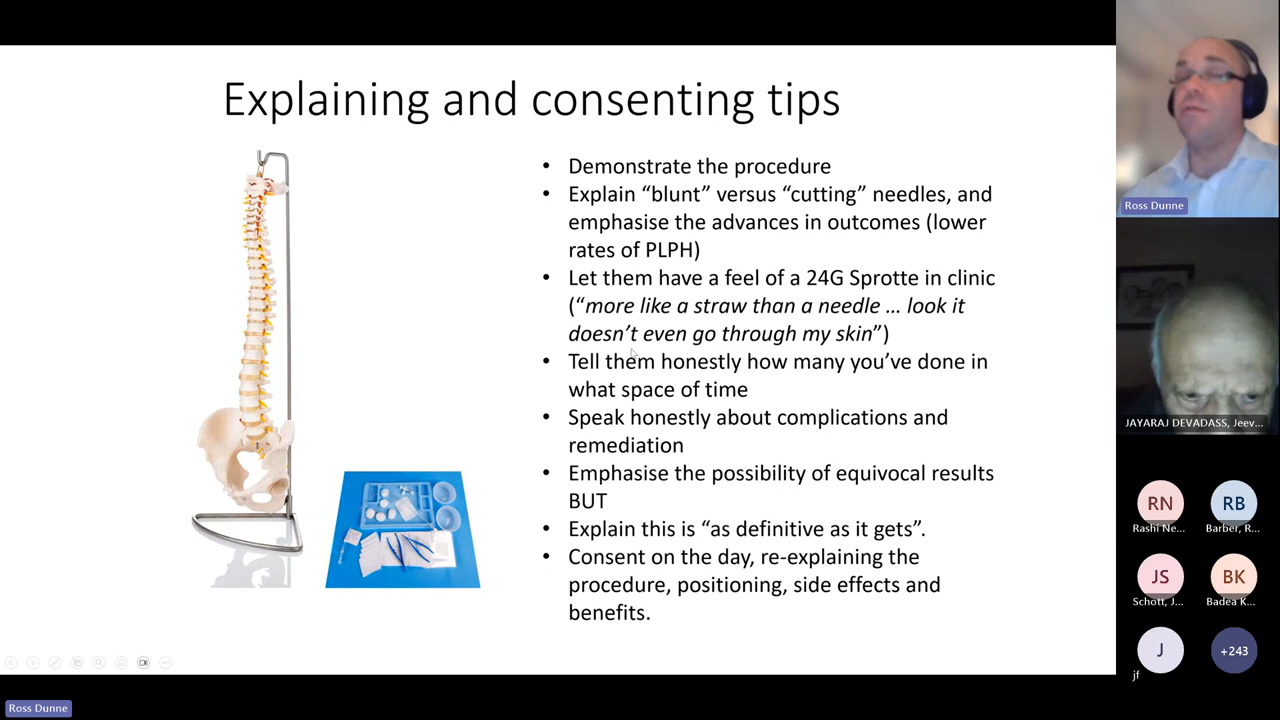 Explaining and consenting tips
• Demonstrate the procedure
• Explain “blunt” versus “cutting” needles, and
emphasise the advances in outcomes (lower
rates of PLPH)
• Let them have a feel of a 24G Sprotte in clinic
(“more like a straw than a needle … look it
doesn’t even go through my skin”)
• Tell them honestly how many you’ve done in
what space of time
• Speak honestly about complications and
remediation
• Emphasise the possibility of equivocal results
BUT
• Explain this is “as definitive as it gets”.
• Consent on the day, re-explaining the
procedure, positioning, side effects and
benefits.
Ross Dunne
JAYARAJ DEVADASS, Jeev...
RN
RB
Rashi Ne...
Barber, R...
JS
BK
Schott, J...
Badea K...
J
+243
jf
Ross Dunne